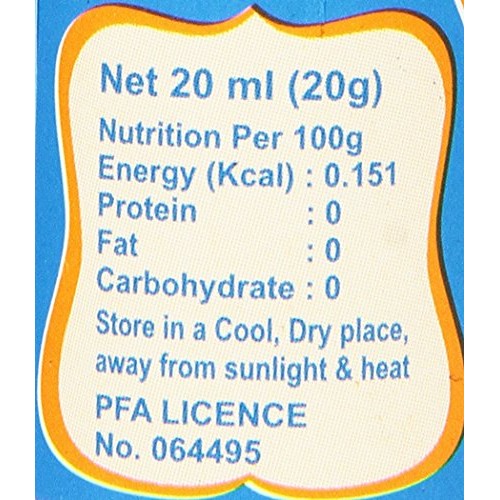 Net 20 ml (20g)
Nutrition Per 100g
Energy (Kcal) : 0.151
Protein : 0
Fat : 0
Carbohydrate : 0
Store in a Cool, Dry place,
away from sunlight & heat
PFA LICENCE
No. 064495